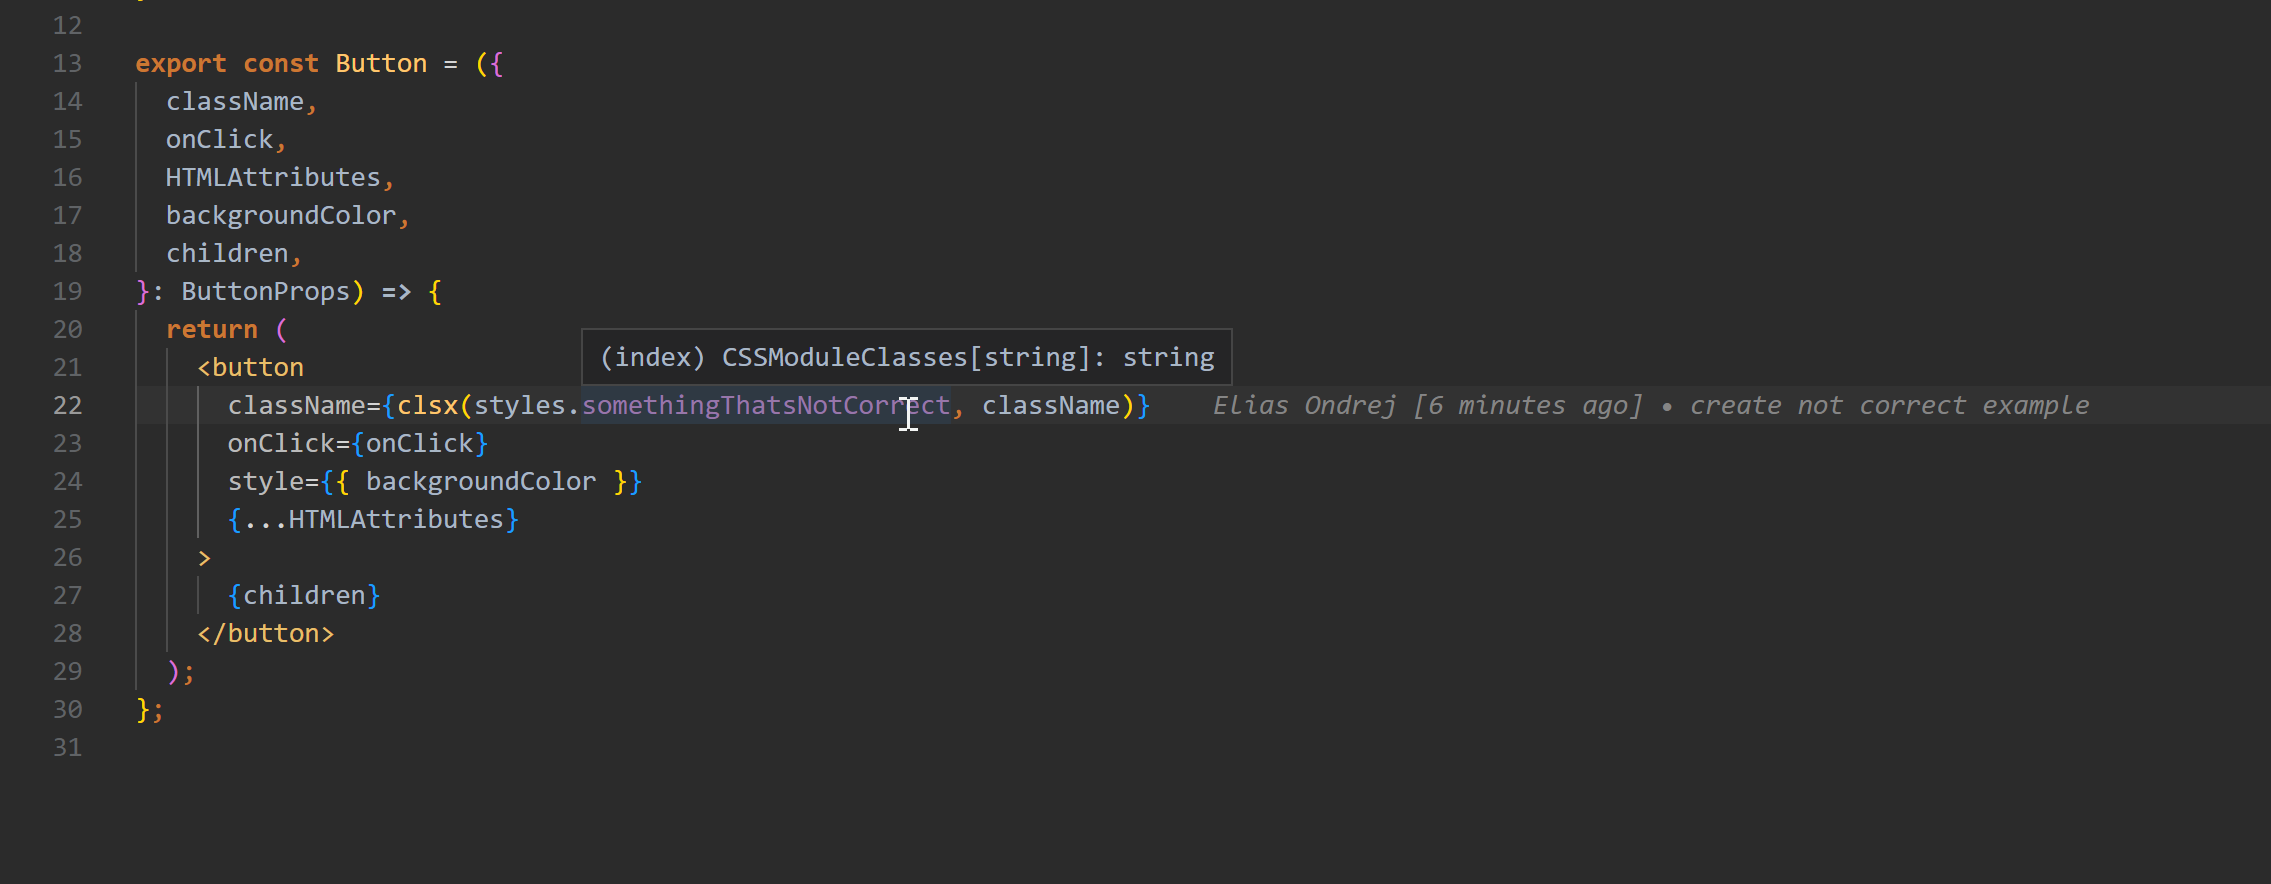 12
13 export const Button = ({
14   className,
15   onClick,
16   HTMLAttributes,
17   backgroundColor,
18   children,
19 }: ButtonProps) => {
20   return (
(index) CSSModuleClasses[string]: string
21     <button
22       className={clsx(styles.somethingThatsNotCorrect, className)}    Elias Ondrej [6 minutes ago] • create not correct example
23       onClick={onClick}
24       style={{ backgroundColor }}
25       {...HTMLAttributes}
26     >
27       {children}
28     </button>
29   );
30 };
31